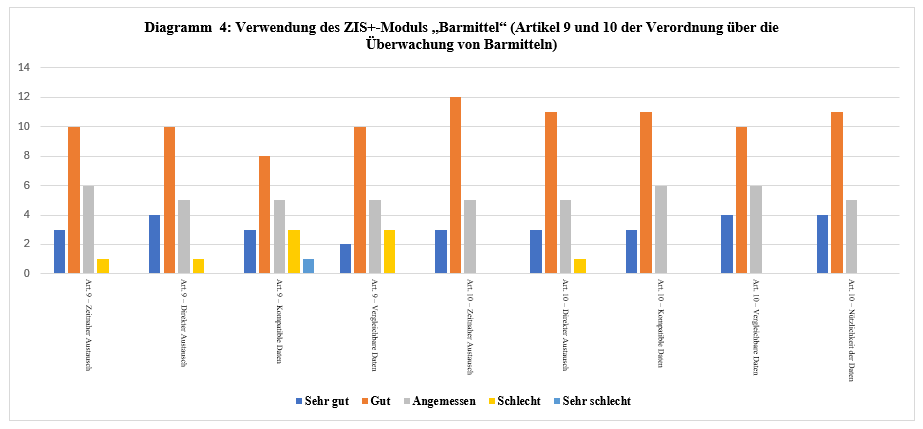 Diagramm 4: Verwendung des ZIS+-Moduls „Barmittel“ (Artikel 9 und 10 der Verordnung über die
Überwachung von Barmitteln)
14
12
10
8
6
4
2
0
Art. 9 – Zeitnaher Austausch
Art. 9 – Direkter Austausch
Art. 9 – Kompatible Daten
Art. 9 – Vergleichbare Daten
Art. 10 – Zeitnaher Austausch
Art. 10 – Direkter Austausch
Art. 10 – Kompatible Daten
Art. 10 – Vergleichbare Daten
Art. 10 – Nützlichkeit der Daten
Sehr gut Gut Angemessen Schlecht Sehr schlecht